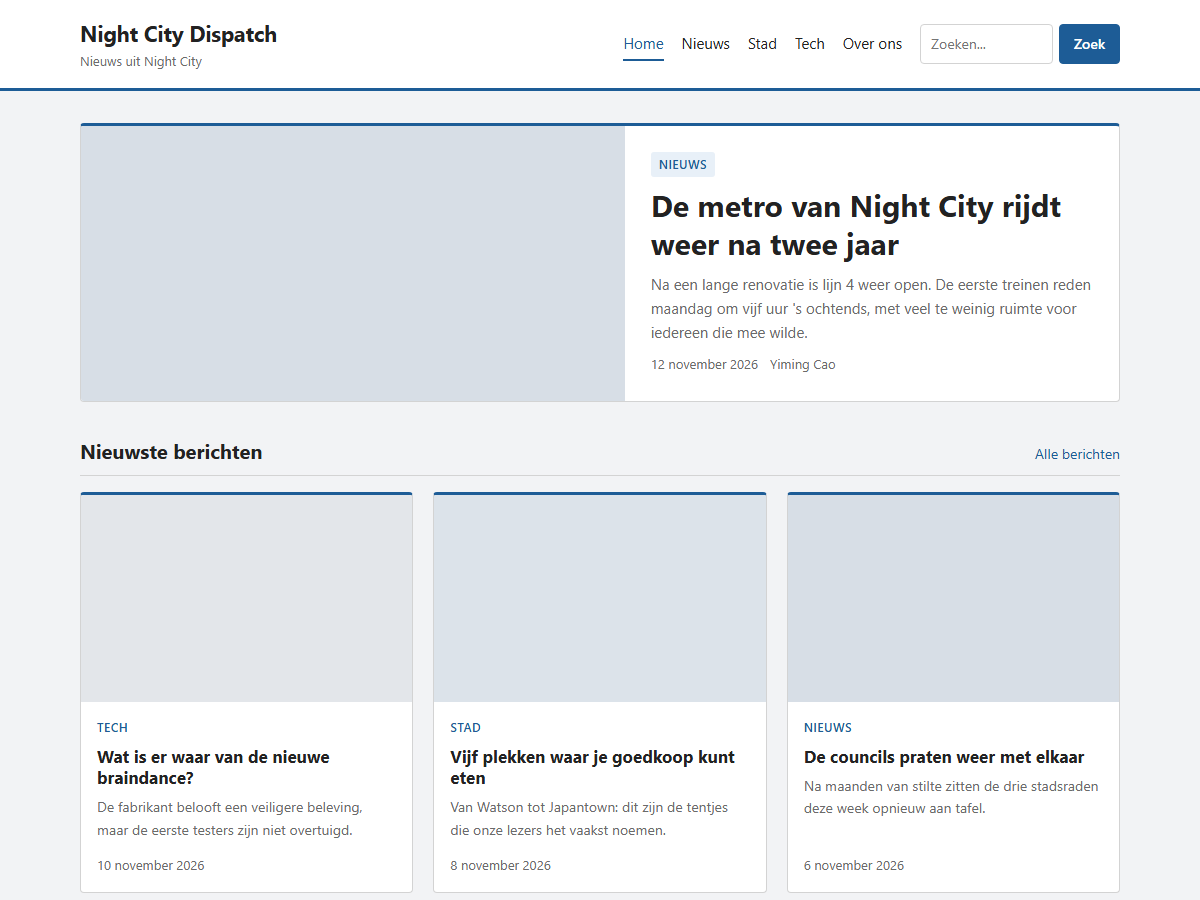 Night City Dispatch
Nieuws uit Night City
Home Nieuws Stad Tech Over ons Zoeken... Zoek
NIEUWS
De metro van Night City rijdt
weer na twee jaar
Na een lange renovatie is lijn 4 weer open. De eerste treinen reden
maandag om vijf uur 's ochtends, met veel te weinig ruimte voor
iedereen die mee wilde.
12 november 2026 Yiming Cao
Nieuwste berichten
Alle berichten
TECH
Wat is er waar van de nieuwe
braindance?
De fabrikant belooft een veiligere beleving,
maar de eerste testers zijn niet overtuigd.
10 november 2026
STAD
Vijf plekken waar je goedkoop kunt
eten
Van Watson tot Japantown: dit zijn de tentjes
die onze lezers het vaakst noemen.
8 november 2026
NIEUWS
De councils praten weer met elkaar
Na maanden van stilte zitten de drie stadsraden
deze week opnieuw aan tafel.
6 november 2026